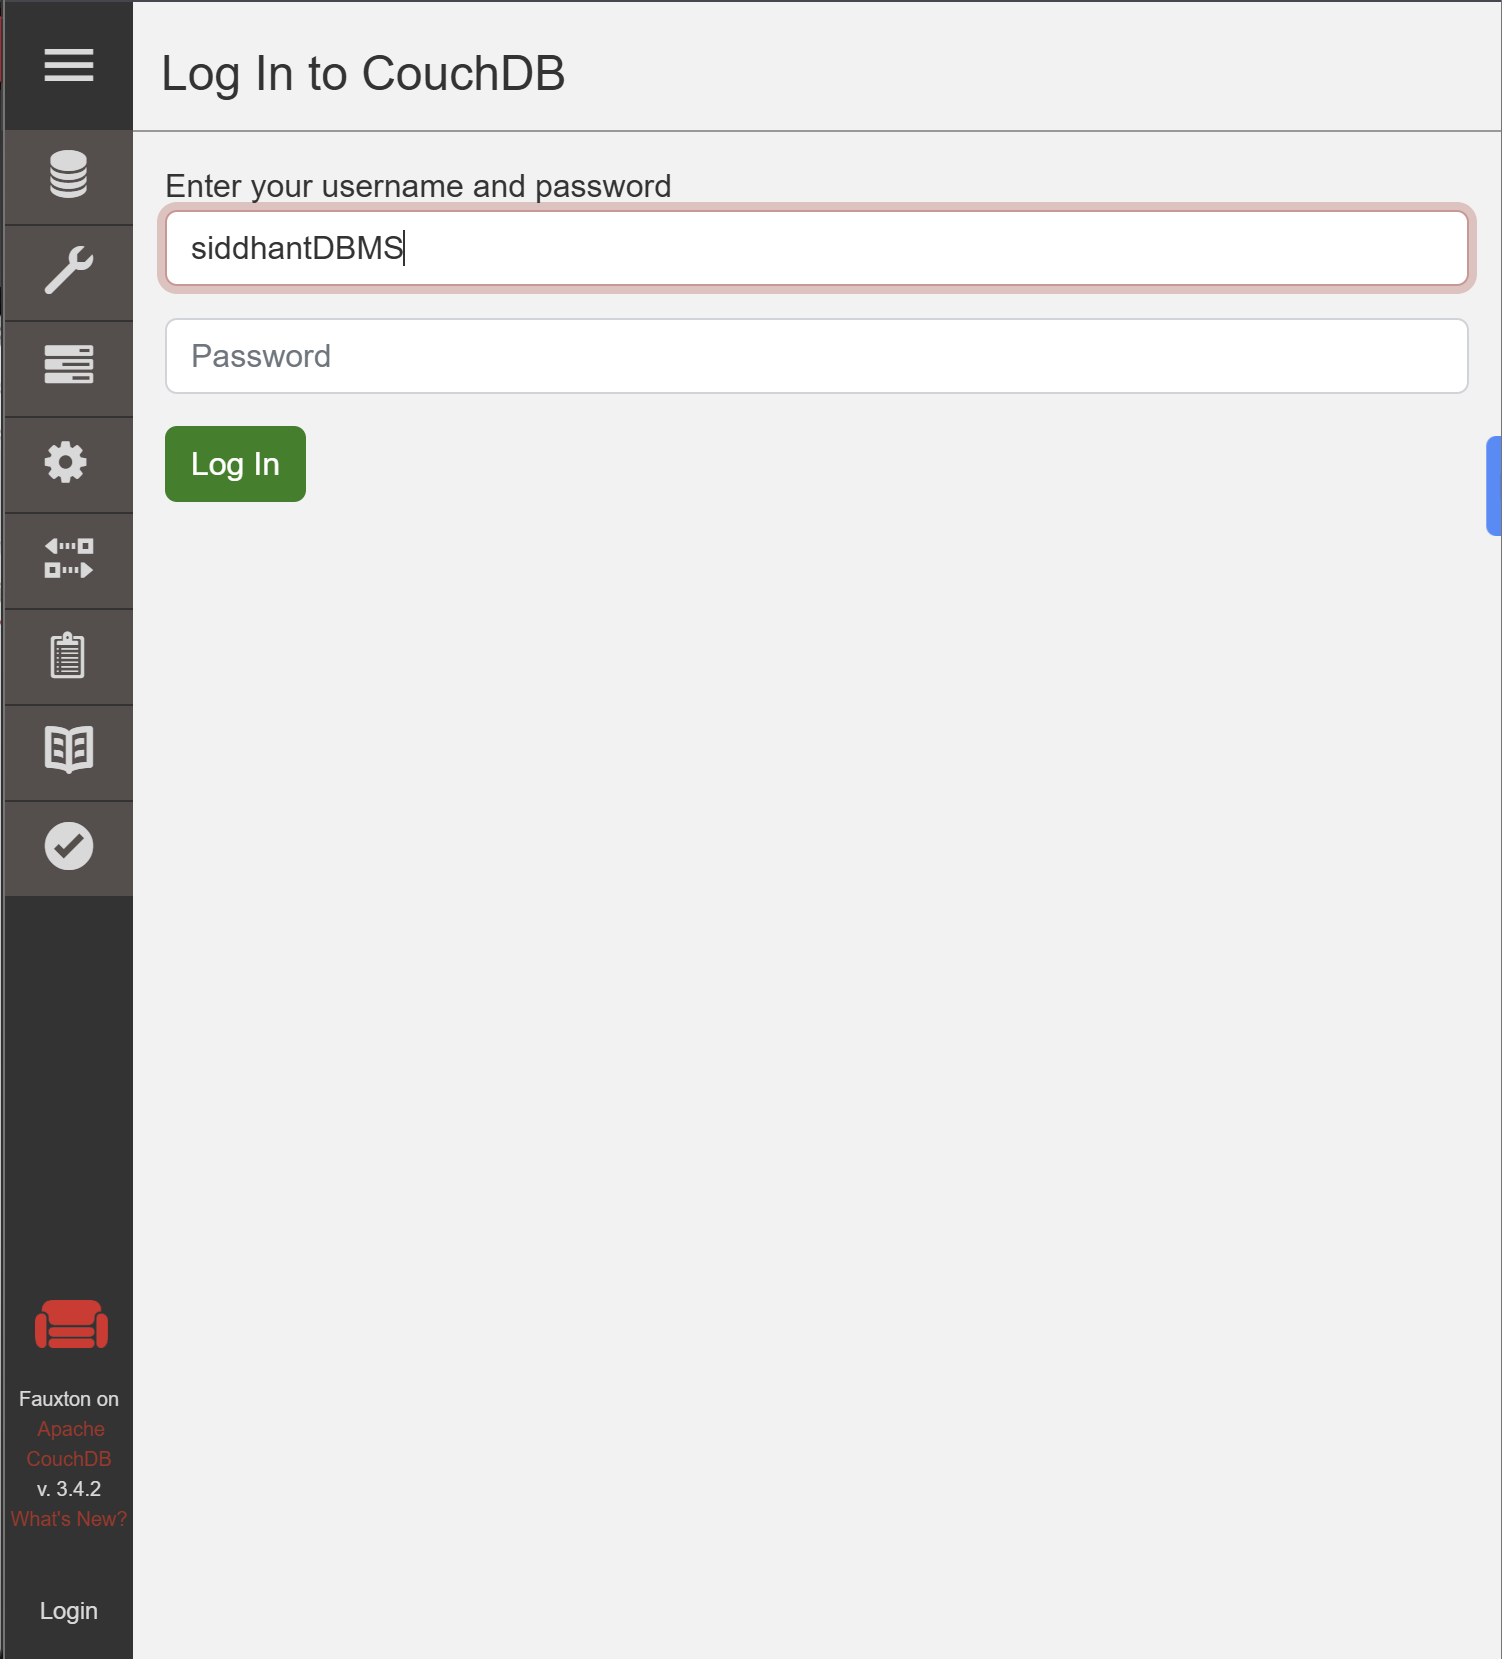 Log In to CouchDB
Enter your username and password
siddhantDBMS
Password
Log In
Fauxton on
Apache
CouchDB
v. 3.4.2
What's New?
Login